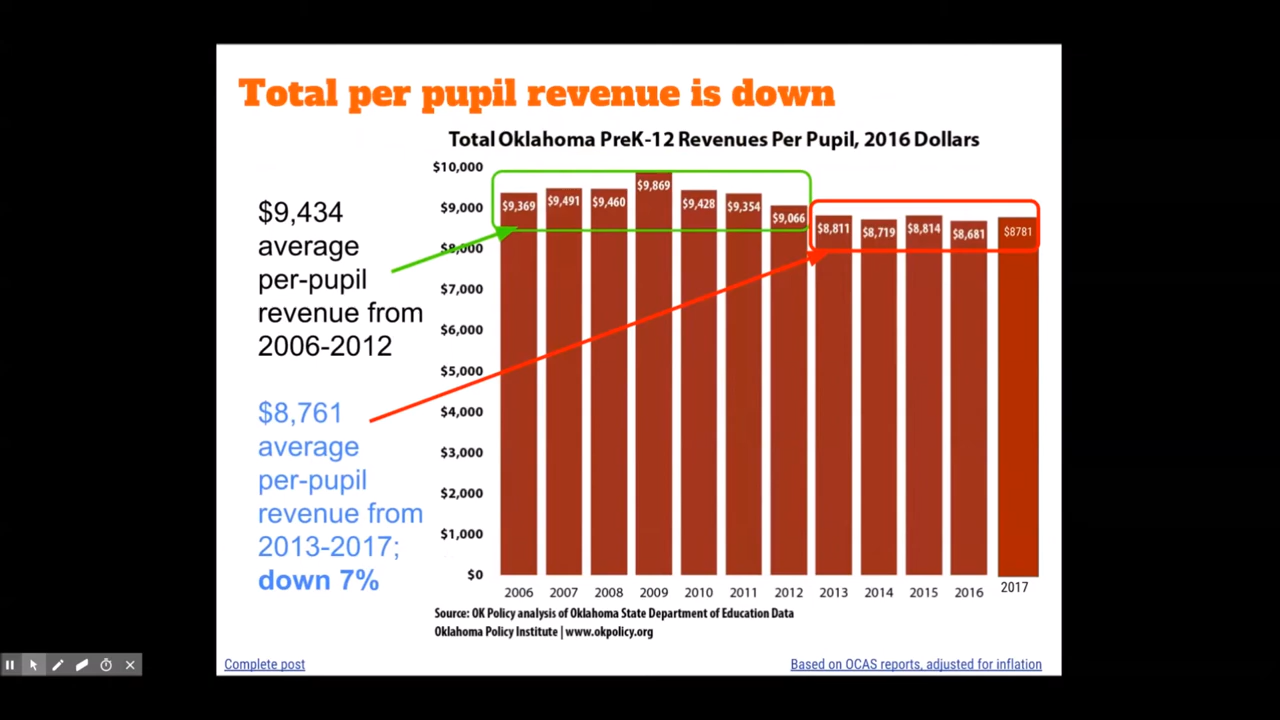 Total per pupil revenue is down
Total Oklahoma PreK-12 Revenues Per Pupil, 2016 Dollars
$9,434
average
per-pupil
revenue from
2006-2012
$8,761
average
per-pupil
revenue from
2013-2017;
down 7%
$10,000
$9,000
$8,000
$7,000
$6,000
$5,000
$4,000
$3,000
$2,000
$1,000
$0
$9,369 $9,491 $9,460 $9,869 $9,428 $9,354 $9,066 $8,811 $8,719 $8,814 $8,681 $8781
2006 2007 2008 2009 2010 2011 2012 2013 2014 2015 2016 2017
Source: OK Policy analysis of Oklahoma State Department of Education Data
Oklahoma Policy Institute | www.okpolicy.org
Complete post
Based on OCAS reports, adjusted for inflation